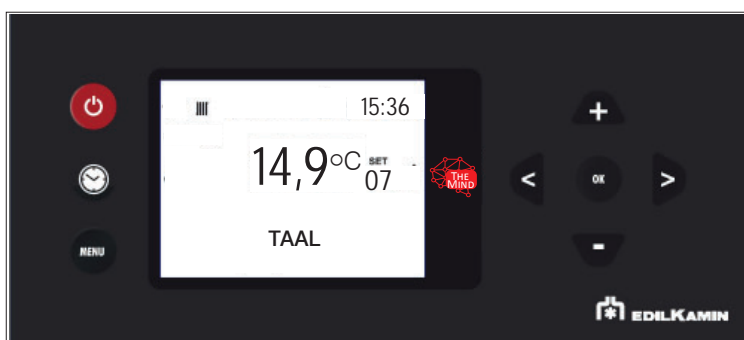 15:36
14,9°C SET
07
THE
MIND
TAAL
MENU
+
< OK >
-
EDILKAMIN